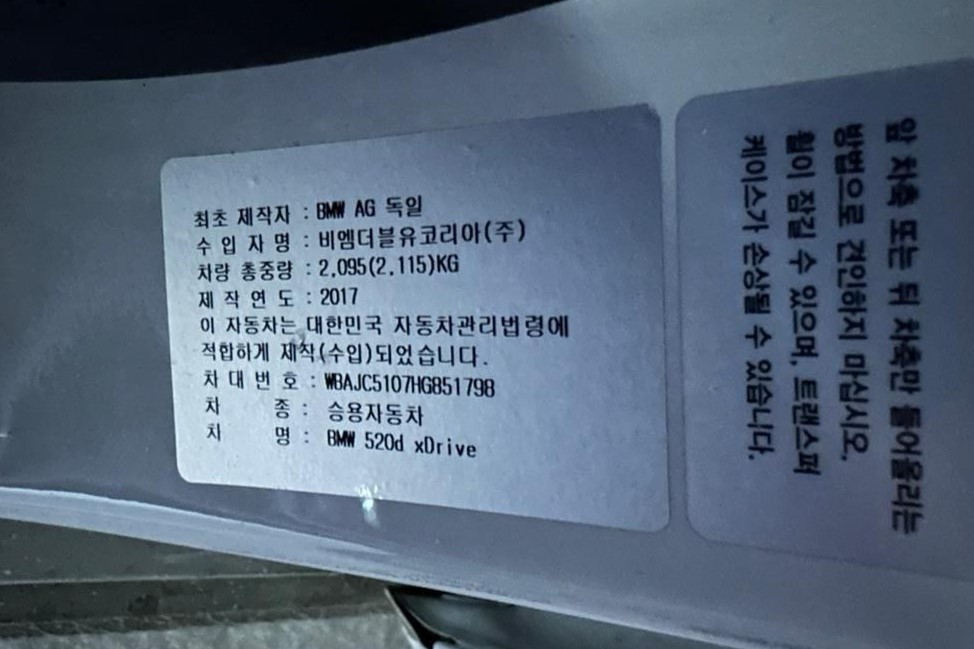 최초 제작자 : BMW AG 독일
수 입 자 명 : 비엠더블유코리아(주)
차량 총중량 : 2,095(2,115)KG
제 작 연 도 : 2017
이 자동차는 대한민국 자동차관리법령에
적합하게 제작(수입)되었습니다.
차 대 번 호 : WBAJC5107HG851798
차 종 : 승용자동차
차 명 : BMW 520d xDrive
앞 차축 또는 뒤 차축만 들어올리는
방법으로 견인하지 마십시오.
휠이 잠길 수 있으며, 트랜스퍼
케이스가 손상될 수 있습니다.